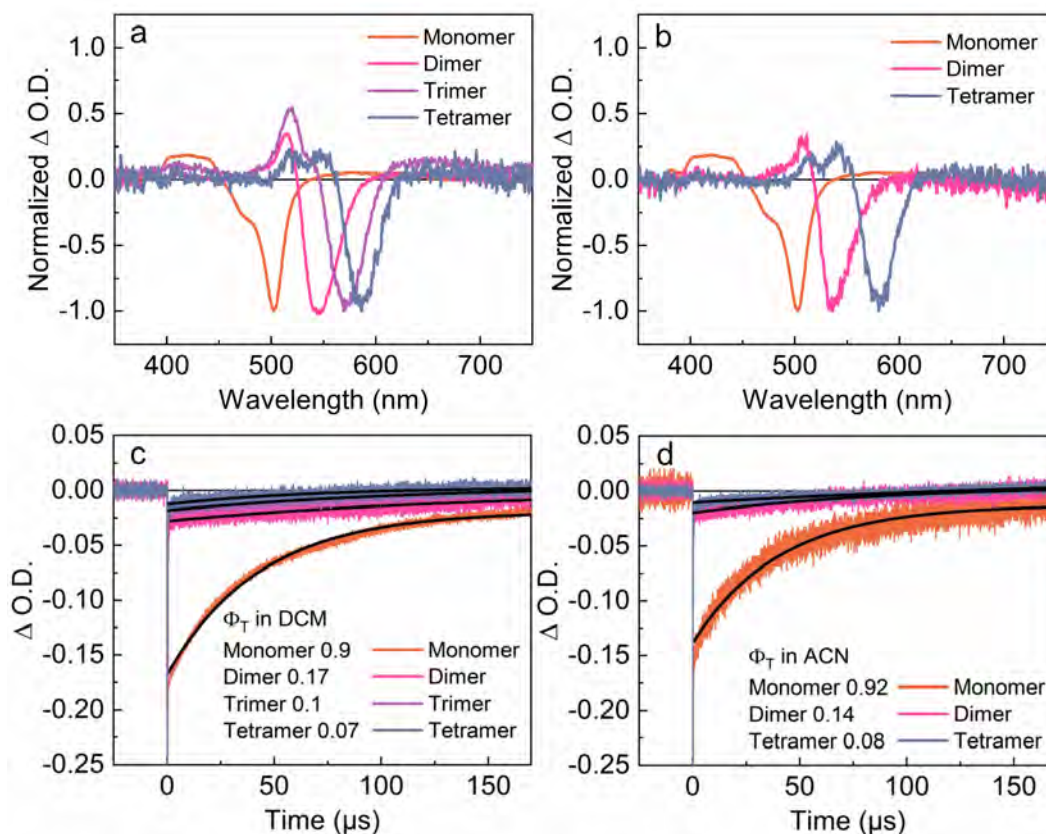 a
Monomer
Dimer
Trimer
Tetramer
1.0
0.5
0.0
-0.5
-1.0
Normalized Δ O.D.
400 500 600 700
Wavelength (nm)
b
Monomer
Dimer
Tetramer
1.0
0.5
0.0
-0.5
-1.0
Normalized Δ O.D.
400 500 600 700
Wavelength (nm)
c
0.05
0.00
-0.05
-0.10
-0.15
-0.20
-0.25
Δ O.D.
Φ_T in DCM
Monomer 0.9 Monomer
Dimer 0.17 Dimer
Trimer 0.1 Trimer
Tetramer 0.07 Tetramer
0 50 100 150
Time (μs)
d
0.05
0.00
-0.05
-0.10
-0.15
-0.20
-0.25
Δ O.D.
Φ_T in ACN
Monomer 0.92 Monomer
Dimer 0.14 Dimer
Tetramer 0.08 Tetramer
0 50 100 150
Time (μs)